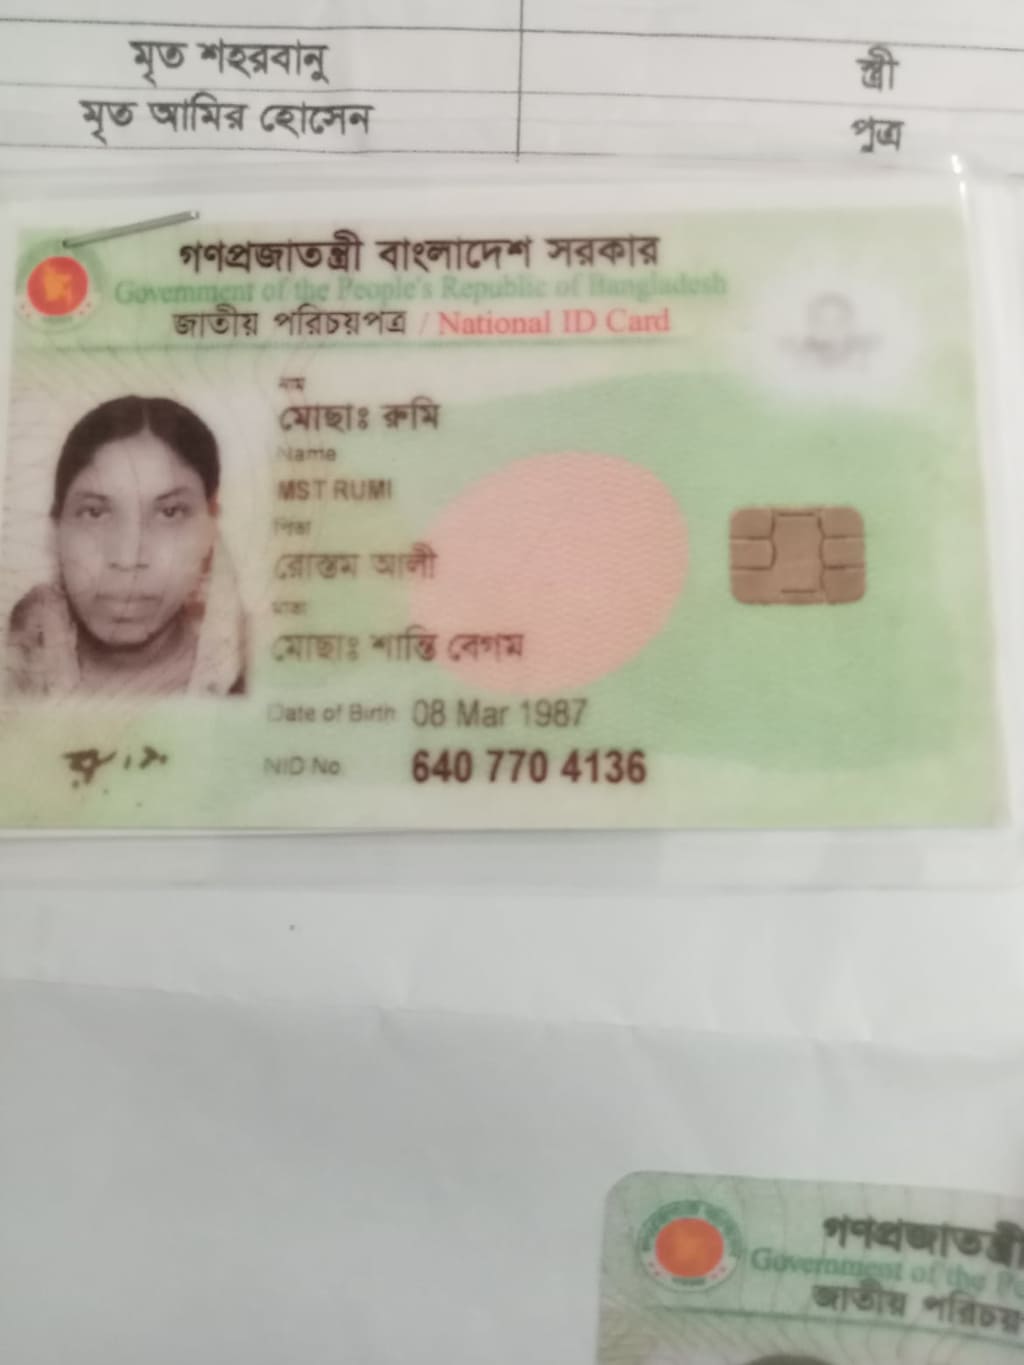 মৃত শহরবানু স্ত্রী
মৃত আমির হোসেন পুত্র
গণপ্রজাতন্ত্রী বাংলাদেশ সরকার
Government of the People's Republic of Bangladesh
জাতীয় পরিচয়পত্র / National ID Card
নাম
মোছাঃ রুমি
Name
MST RUMI
পিতা
রোস্তম আলী
মাতা
মোছাঃ শান্তি বেগম
Date of Birth 08 Mar 1987
NID No. 640 770 4136
গণপ্রজাতন্ত্রী
Government of the Pe
জাতীয় পরিচয়